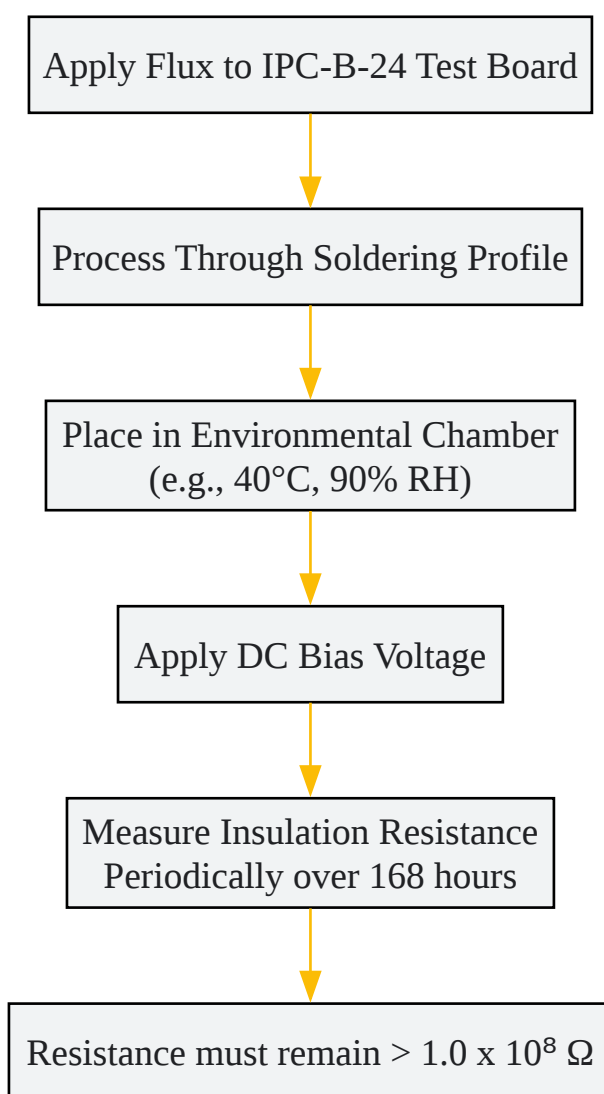 Apply Flux to IPC-B-24 Test Board
Process Through Soldering Profile
Place in Environmental Chamber
(e.g., 40°C, 90% RH)
Apply DC Bias Voltage
Measure Insulation Resistance
Periodically over 168 hours
Resistance must remain > 1.0 x 10⁸ Ω